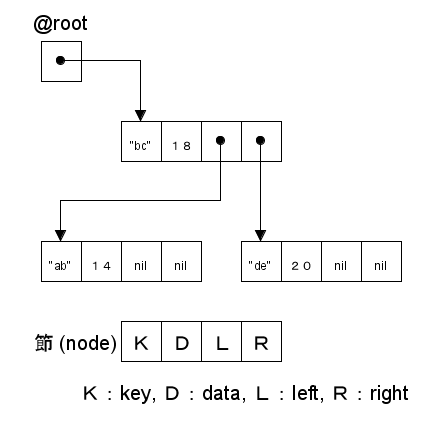 @root
"bc" １８
"ab" １４ nil nil "de" ２０ nil nil
節 (node) Ｋ Ｄ Ｌ Ｒ
Ｋ：key, Ｄ：data, Ｌ：left, Ｒ：right